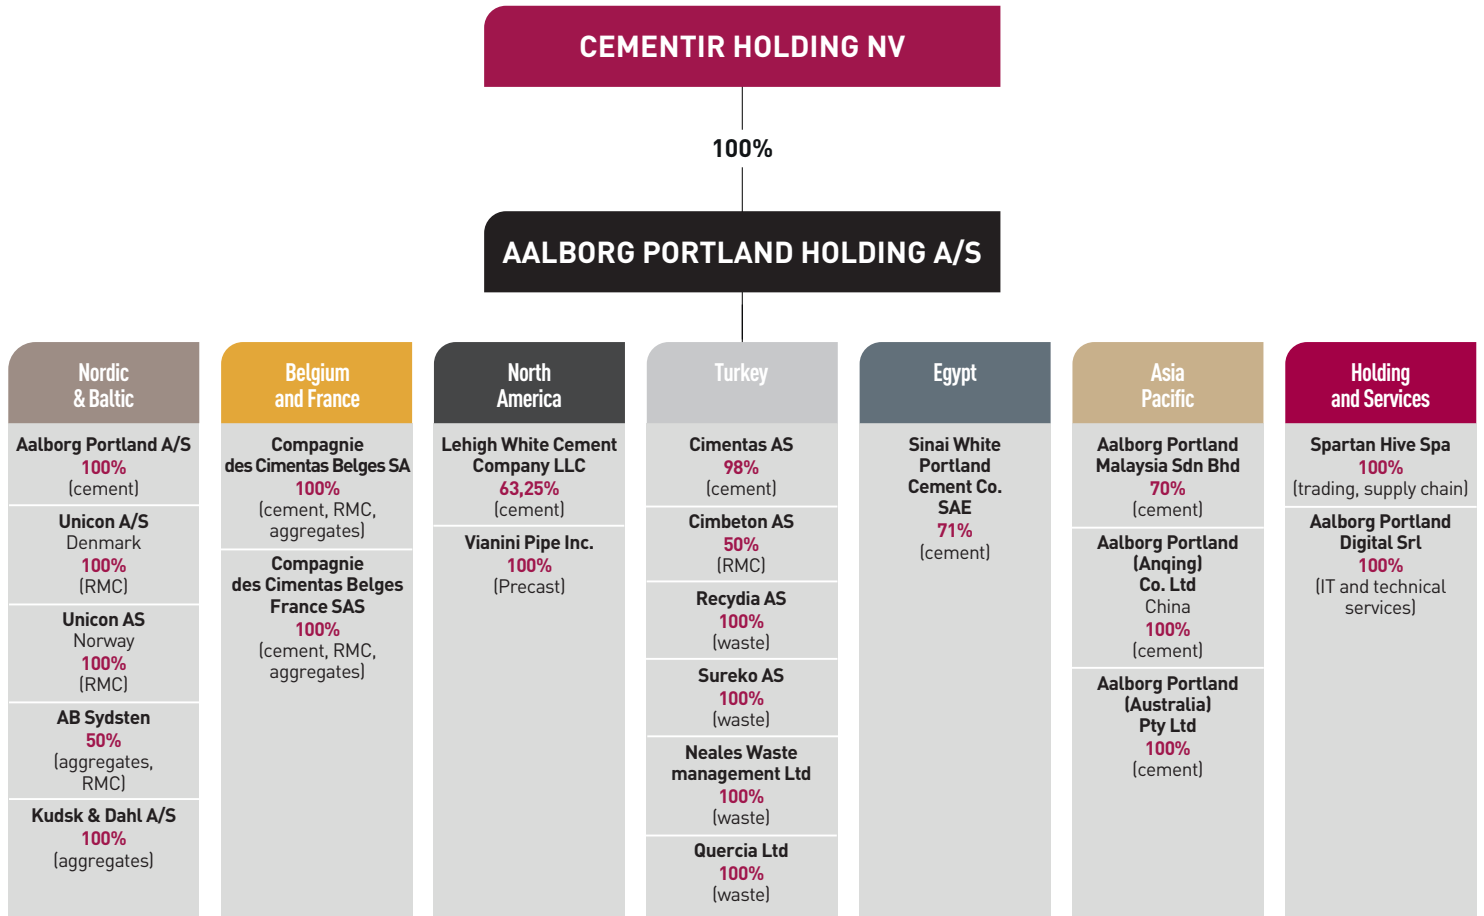 CEMENTIR HOLDING NV
100%
AALBORG PORTLAND HOLDING A/S
Nordic
& Baltic
Aalborg Portland A/S
100%
(cement)
Unicon A/S
Denmark
100%
(RMC)
Unicon AS
Norway
100%
(RMC)
AB Sydsten
50%
(aggregates,
RMC)
Kudsk & Dahl A/S
100%
(aggregates)
Belgium
and France
Compagnie
des Cimentas Belges SA
100%
(cement, RMC,
aggregates)
Compagnie
des Cimentas Belges
France SAS
100%
(cement, RMC,
aggregates)
North
America
Lehigh White Cement
Company LLC
63,25%
(cement)
Vianini Pipe Inc.
100%
(Precast)
Turkey
Cimentas AS
98%
(cement)
Cimbeton AS
50%
(RMC)
Recydia AS
100%
(waste)
Sureko AS
100%
(waste)
Neales Waste
management Ltd
100%
(waste)
Quercia Ltd
100%
(waste)
Egypt
Sinai White
Portland
Cement Co.
SAE
71%
(cement)
Asia
Pacific
Aalborg Portland
Malaysia Sdn Bhd
70%
(cement)
Aalborg Portland
(Anqing)
Co. Ltd
China
100%
(cement)
Aalborg Portland
(Australia)
Pty Ltd
100%
(cement)
Holding
and Services
Spartan Hive Spa
100%
(trading, supply chain)
Aalborg Portland
Digital Srl
100%
(IT and technical
services)